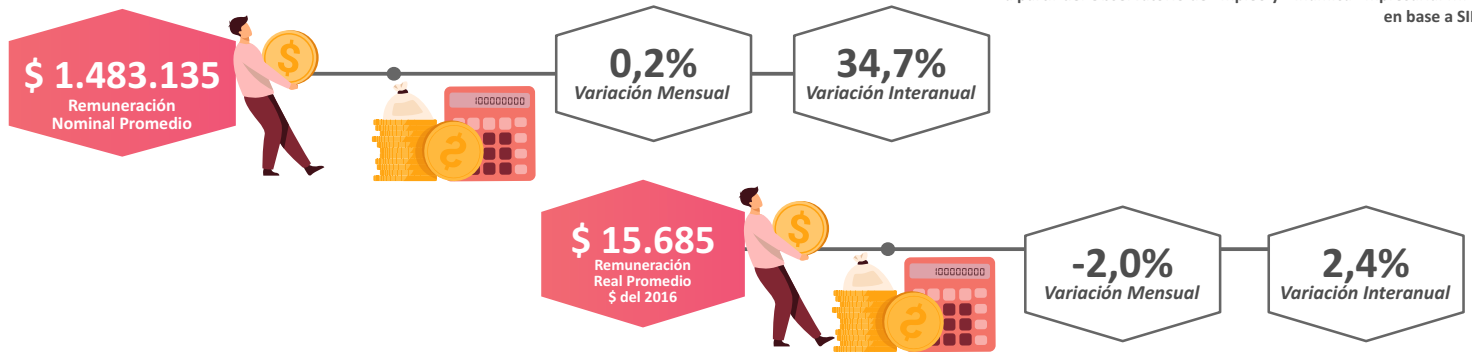 en base a SI
$ 1.483.135
Remuneración
Nominal Promedio
100000000
0,2%
Variación Mensual
34,7%
Variación Interanual
$ 15.685
Remuneración
Real Promedio
$ del 2016
100000000
-2,0%
Variación Mensual
2,4%
Variación Interanual